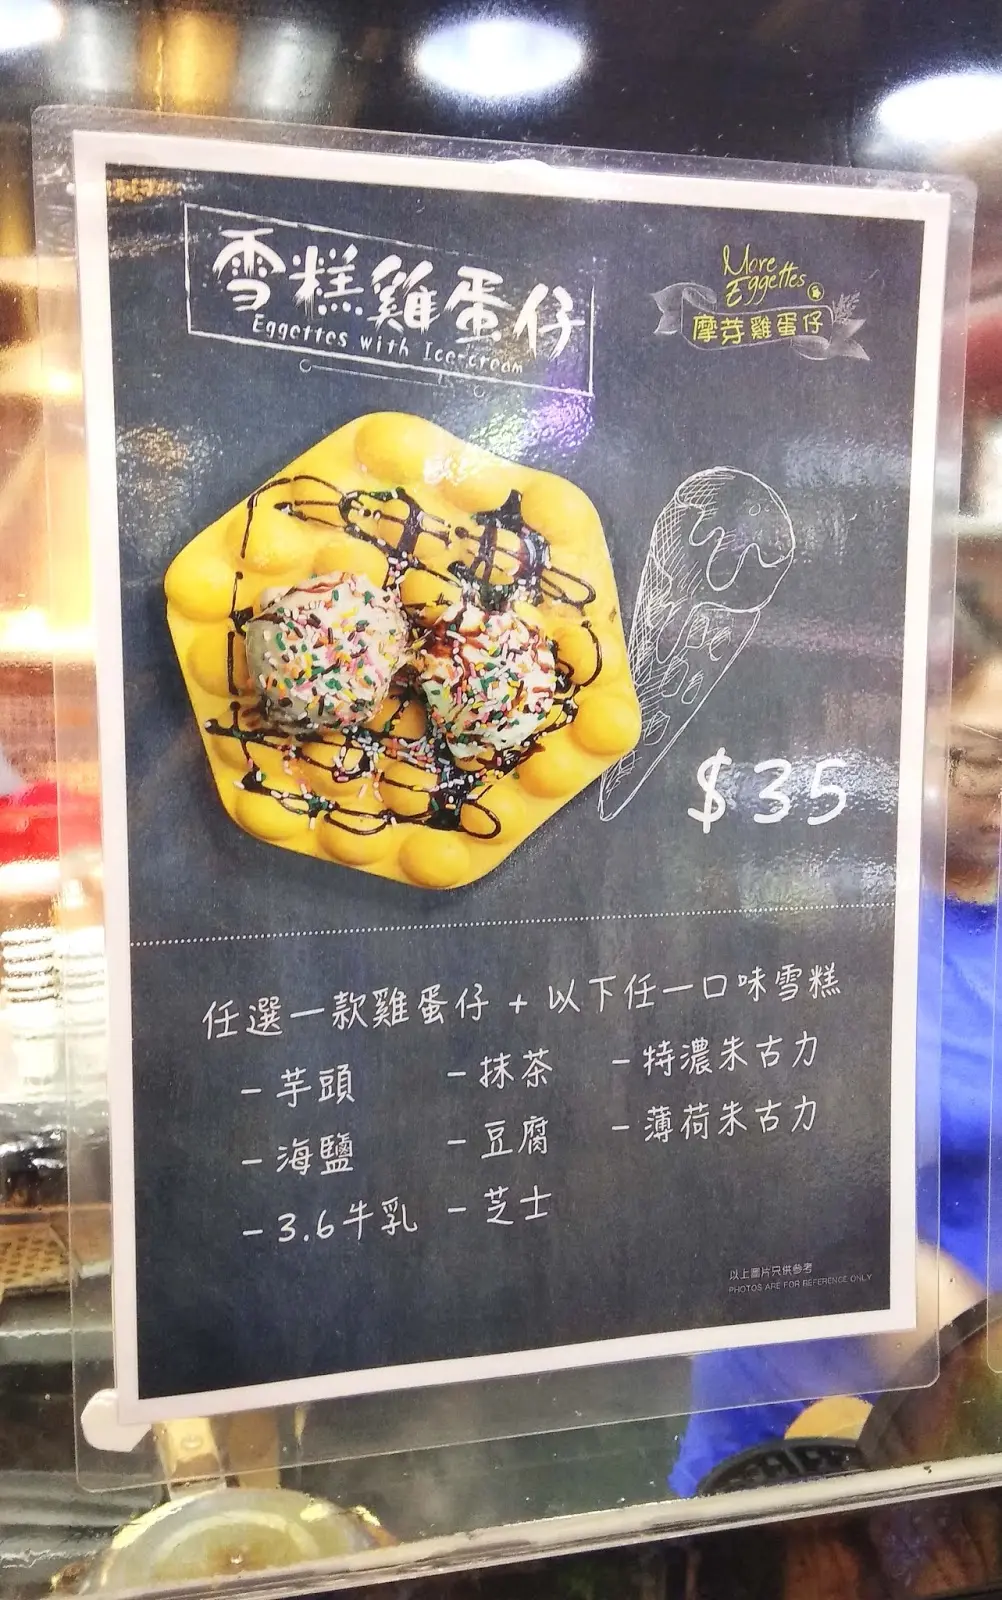 雪糕雞蛋仔
Eggettes with Ice-cream
More
Eggettes
摩芽雞蛋仔
$35
任選一款雞蛋仔 + 以下任一口味雪糕
- 芋頭
- 抹茶
- 特濃朱古力
- 海鹽
- 豆腐
- 薄荷朱古力
- 3.6牛乳
- 芝士
以上圖片只供參考
PHOTOS ARE FOR REFERENCE ONLY